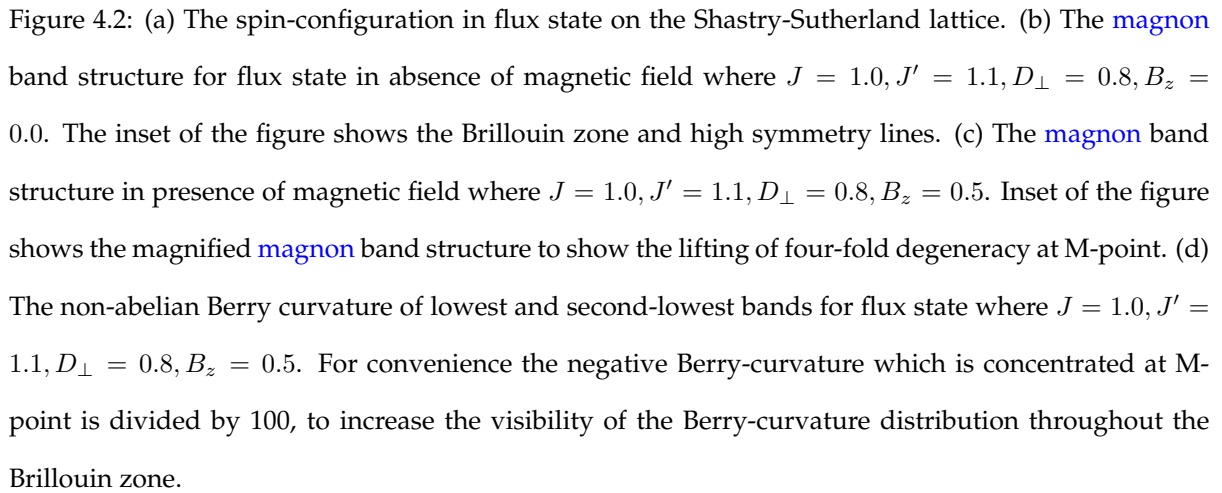 Figure 4.2: (a) The spin-configuration in flux state on the Shastry-Sutherland lattice. (b) The magnon
band structure for flux state in absence of magnetic field where J = 1.0, J′ = 1.1, D⊥ = 0.8, Bz =
0.0. The inset of the figure shows the Brillouin zone and high symmetry lines. (c) The magnon band
structure in presence of magnetic field where J = 1.0, J′ = 1.1, D⊥ = 0.8, Bz = 0.5. Inset of the figure
shows the magnified magnon band structure to show the lifting of four-fold degeneracy at M-point. (d)
The non-abelian Berry curvature of lowest and second-lowest bands for flux state where J = 1.0, J′ =
1.1, D⊥ = 0.8, Bz = 0.5. For convenience the negative Berry-curvature which is concentrated at M-
point is divided by 100, to increase the visibility of the Berry-curvature distribution throughout the
Brillouin zone.